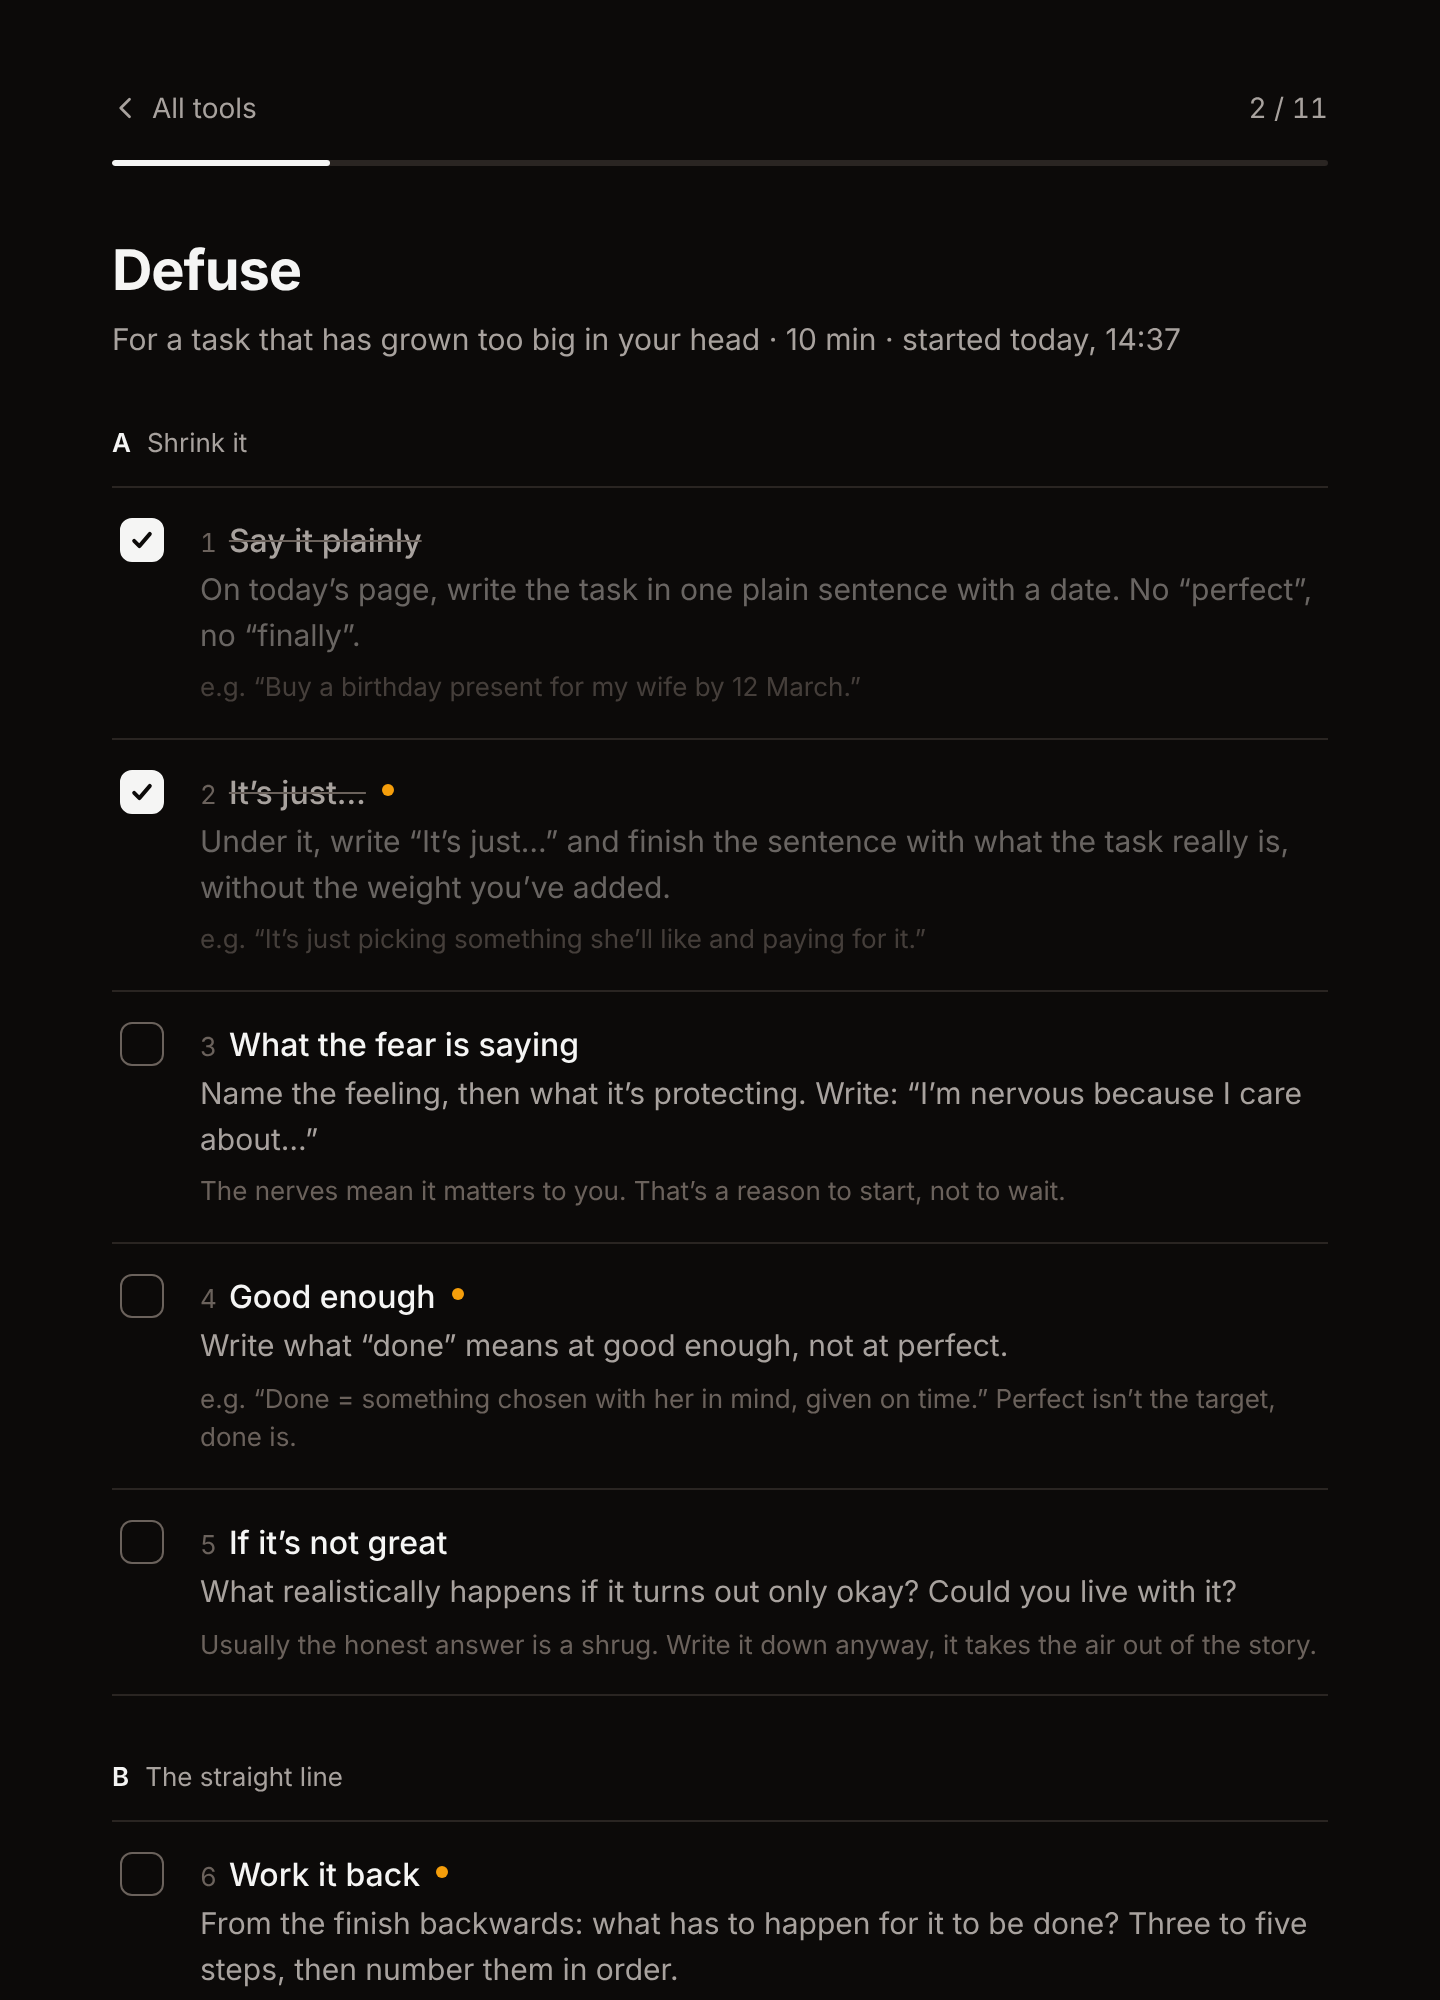 All tools
2 / 11
Defuse
For a task that has grown too big in your head · 10 min · started today, 14:37
A Shrink it
1 Say it plainly
On today’s page, write the task in one plain sentence with a date. No “perfect”,
no “finally”.
e.g. “Buy a birthday present for my wife by 12 March.”
2 It’s just…
Under it, write “It’s just…” and finish the sentence with what the task really is,
without the weight you’ve added.
e.g. “It’s just picking something she’ll like and paying for it.”
3 What the fear is saying
Name the feeling, then what it’s protecting. Write: “I’m nervous because I care
about…”
The nerves mean it matters to you. That’s a reason to start, not to wait.
4 Good enough
Write what “done” means at good enough, not at perfect.
e.g. “Done = something chosen with her in mind, given on time.” Perfect isn’t the target,
done is.
5 If it’s not great
What realistically happens if it turns out only okay? Could you live with it?
Usually the honest answer is a shrug. Write it down anyway, it takes the air out of the story.
B The straight line
6 Work it back
From the finish backwards: what has to happen for it to be done? Three to five
steps, then number them in order.